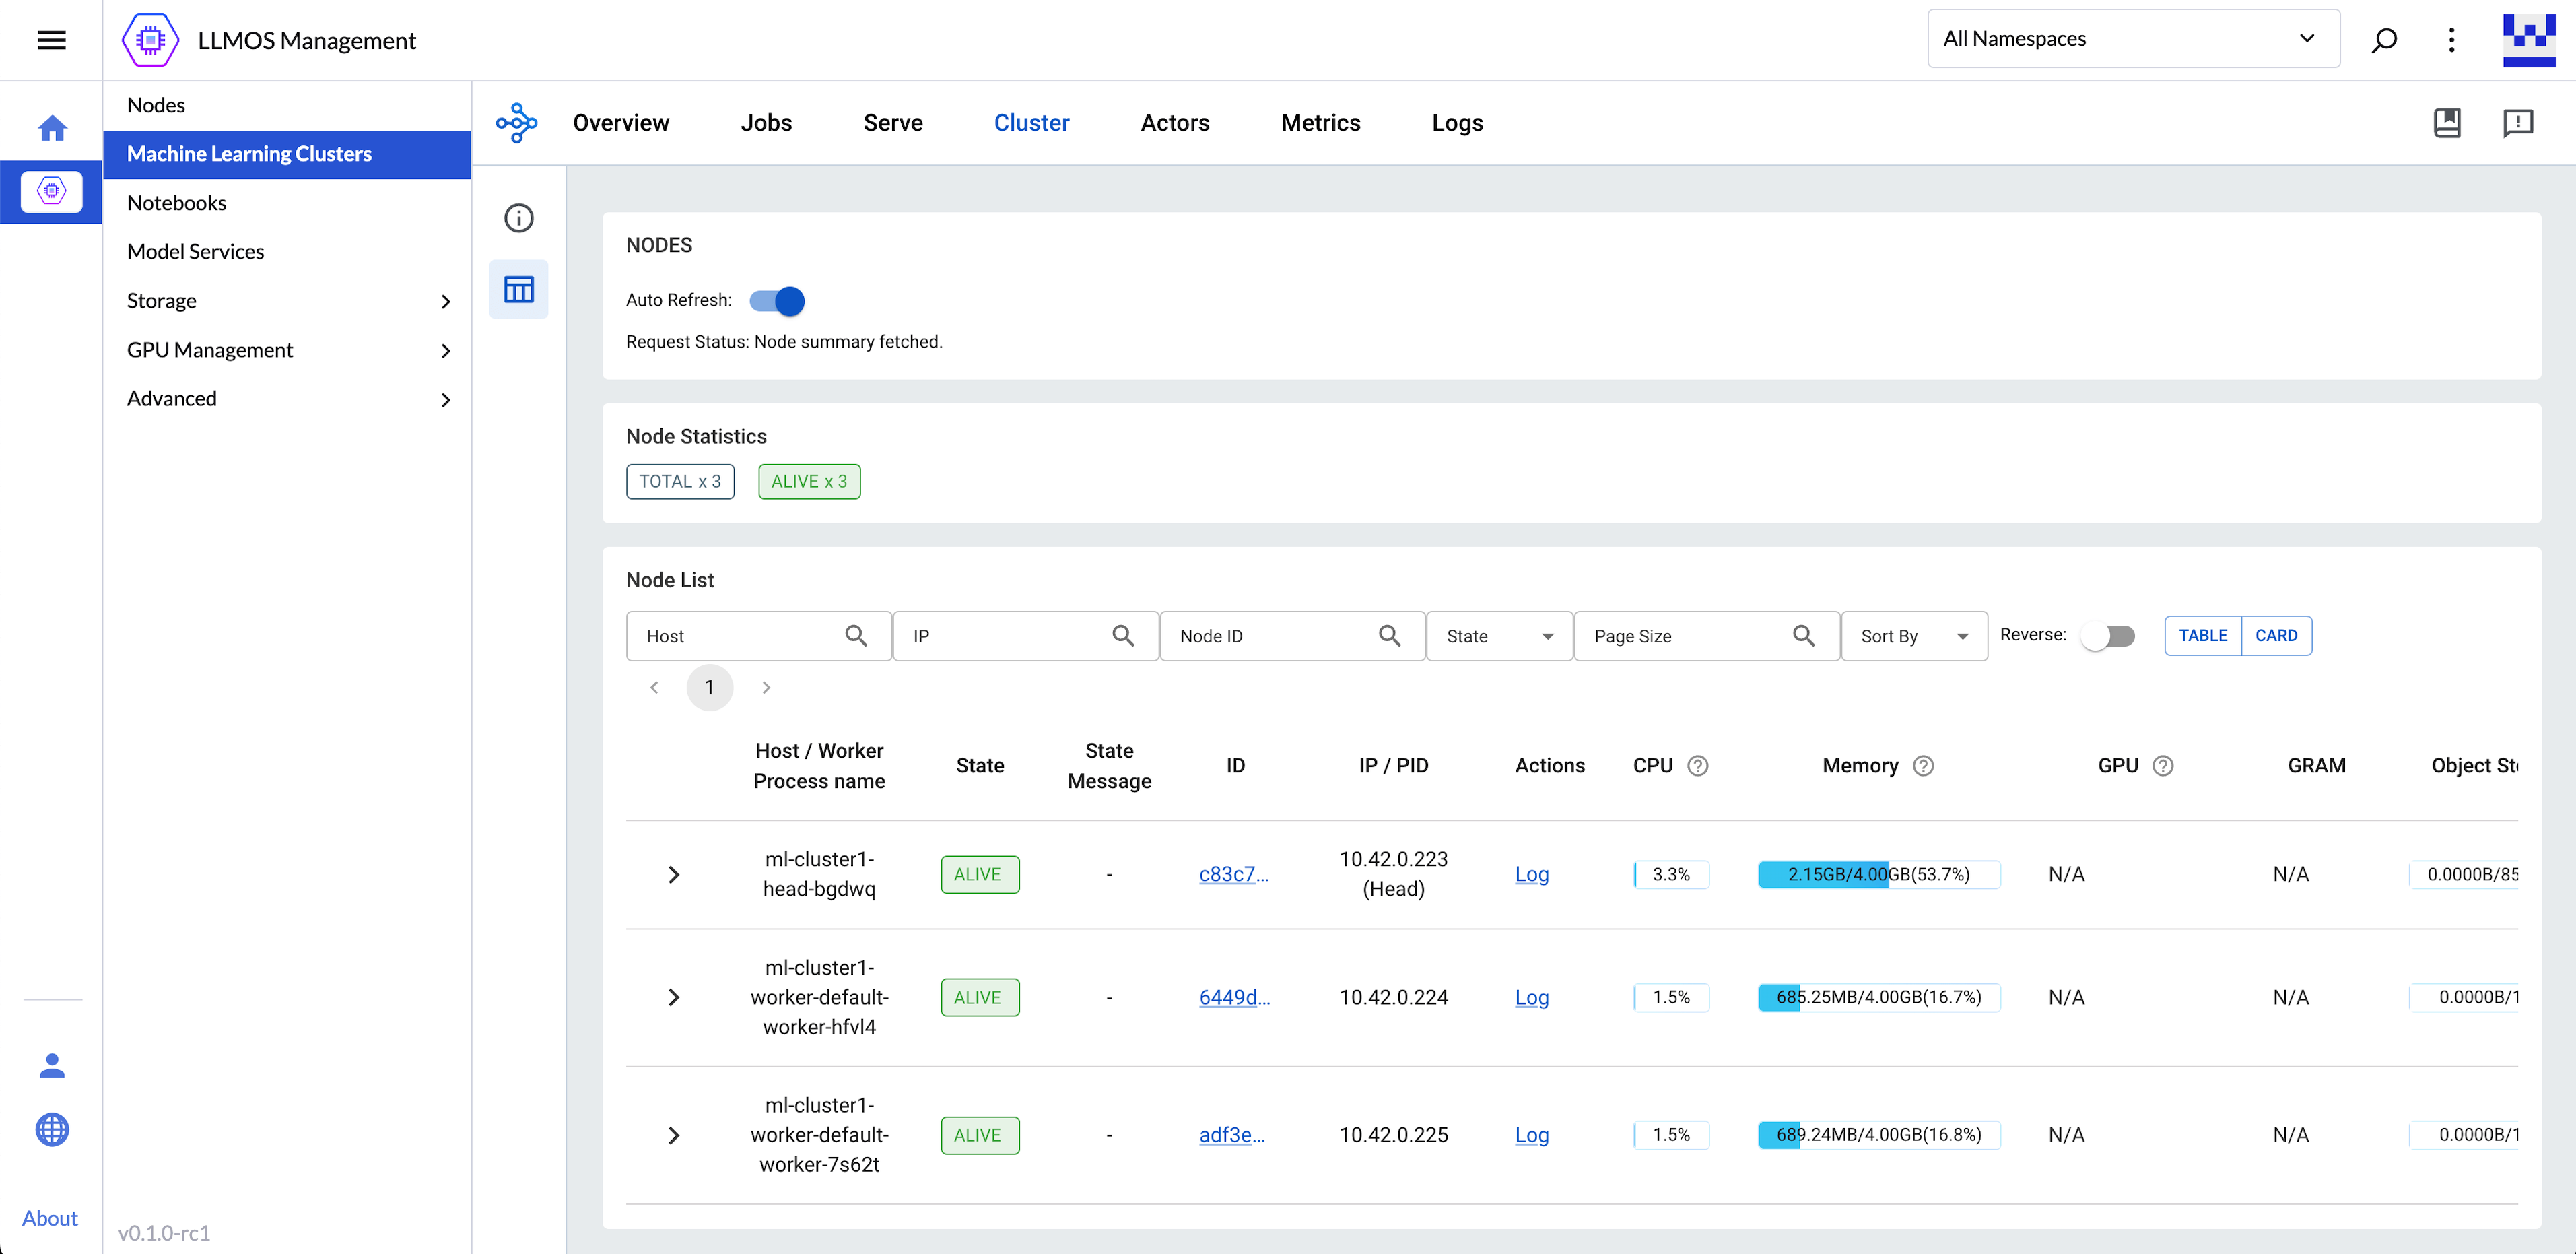 LLMOS Management
All Namespaces
Nodes
Machine Learning Clusters
Notebooks
Model Services
Storage
GPU Management
Advanced
About
v0.1.0-rc1
Overview Jobs Serve Cluster Actors Metrics Logs
NODES
Auto Refresh:
Request Status: Node summary fetched.
Node Statistics
TOTAL x 3 ALIVE x 3
Node List
Host IP Node ID State Page Size Sort By Reverse: TABLE CARD
1
Host / Worker
Process name
State
State
Message
ID
IP / PID
Actions
CPU
Memory
GPU
GRAM
Object
ml-cluster1-
head-bgdwq
ALIVE
-
c83c7...
10.42.0.223
(Head)
Log
3.3%
2.15GB/4.00GB(53.7%)
N/A
N/A
0.0000B/85
ml-cluster1-
worker-default-
worker-hfvl4
ALIVE
-
6449d...
10.42.0.224
Log
1.5%
685.25MB/4.00GB(16.7%)
N/A
N/A
0.0000B/1
ml-cluster1-
worker-default-
worker-7s62t
ALIVE
-
adf3e...
10.42.0.225
Log
1.5%
689.24MB/4.00GB(16.8%)
N/A
N/A
0.0000B/1